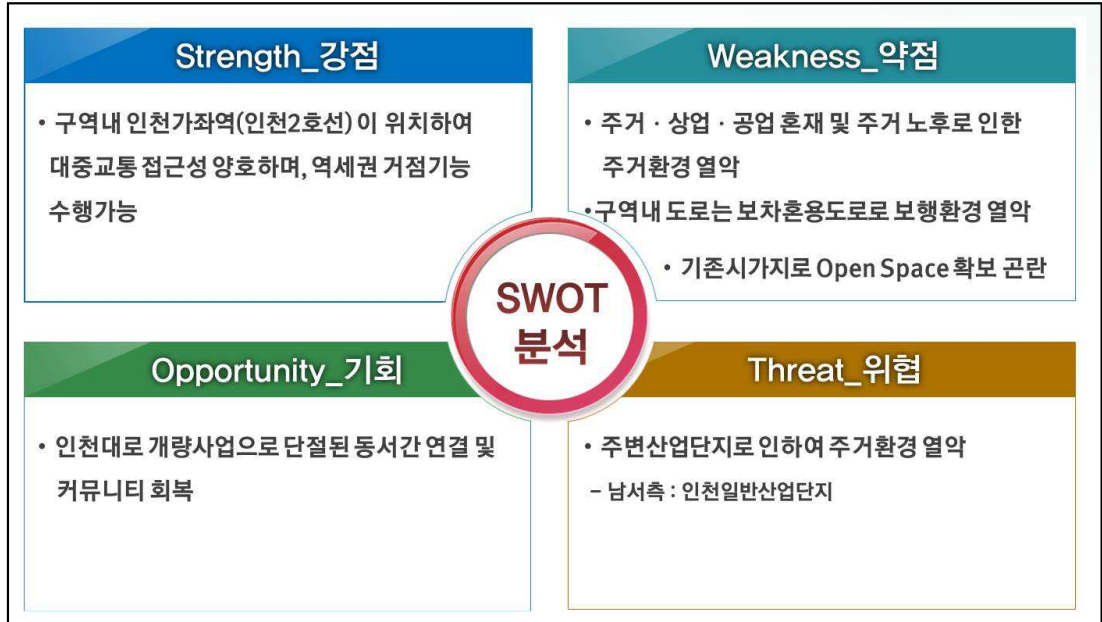 Strength_강점
• 구역내 인천가좌역(인천2호선) 이 위치하여
대중교통 접근성 양호하며, 역세권 거점기능
수행가능
Weakness_약점
• 주거 · 상업 · 공업 혼재 및 주거 노후로 인한
주거환경 열악
•구역내 도로는 보차혼용도로로 보행환경 열악
• 기존시가지로 Open Space 확보 곤란
SWOT
분석
Opportunity_기회
• 인천대로 개량사업으로 단절된 동서간 연결 및
커뮤니티 회복
Threat_위협
• 주변산업단지로 인하여 주거환경 열악
– 남서측 : 인천일반산업단지